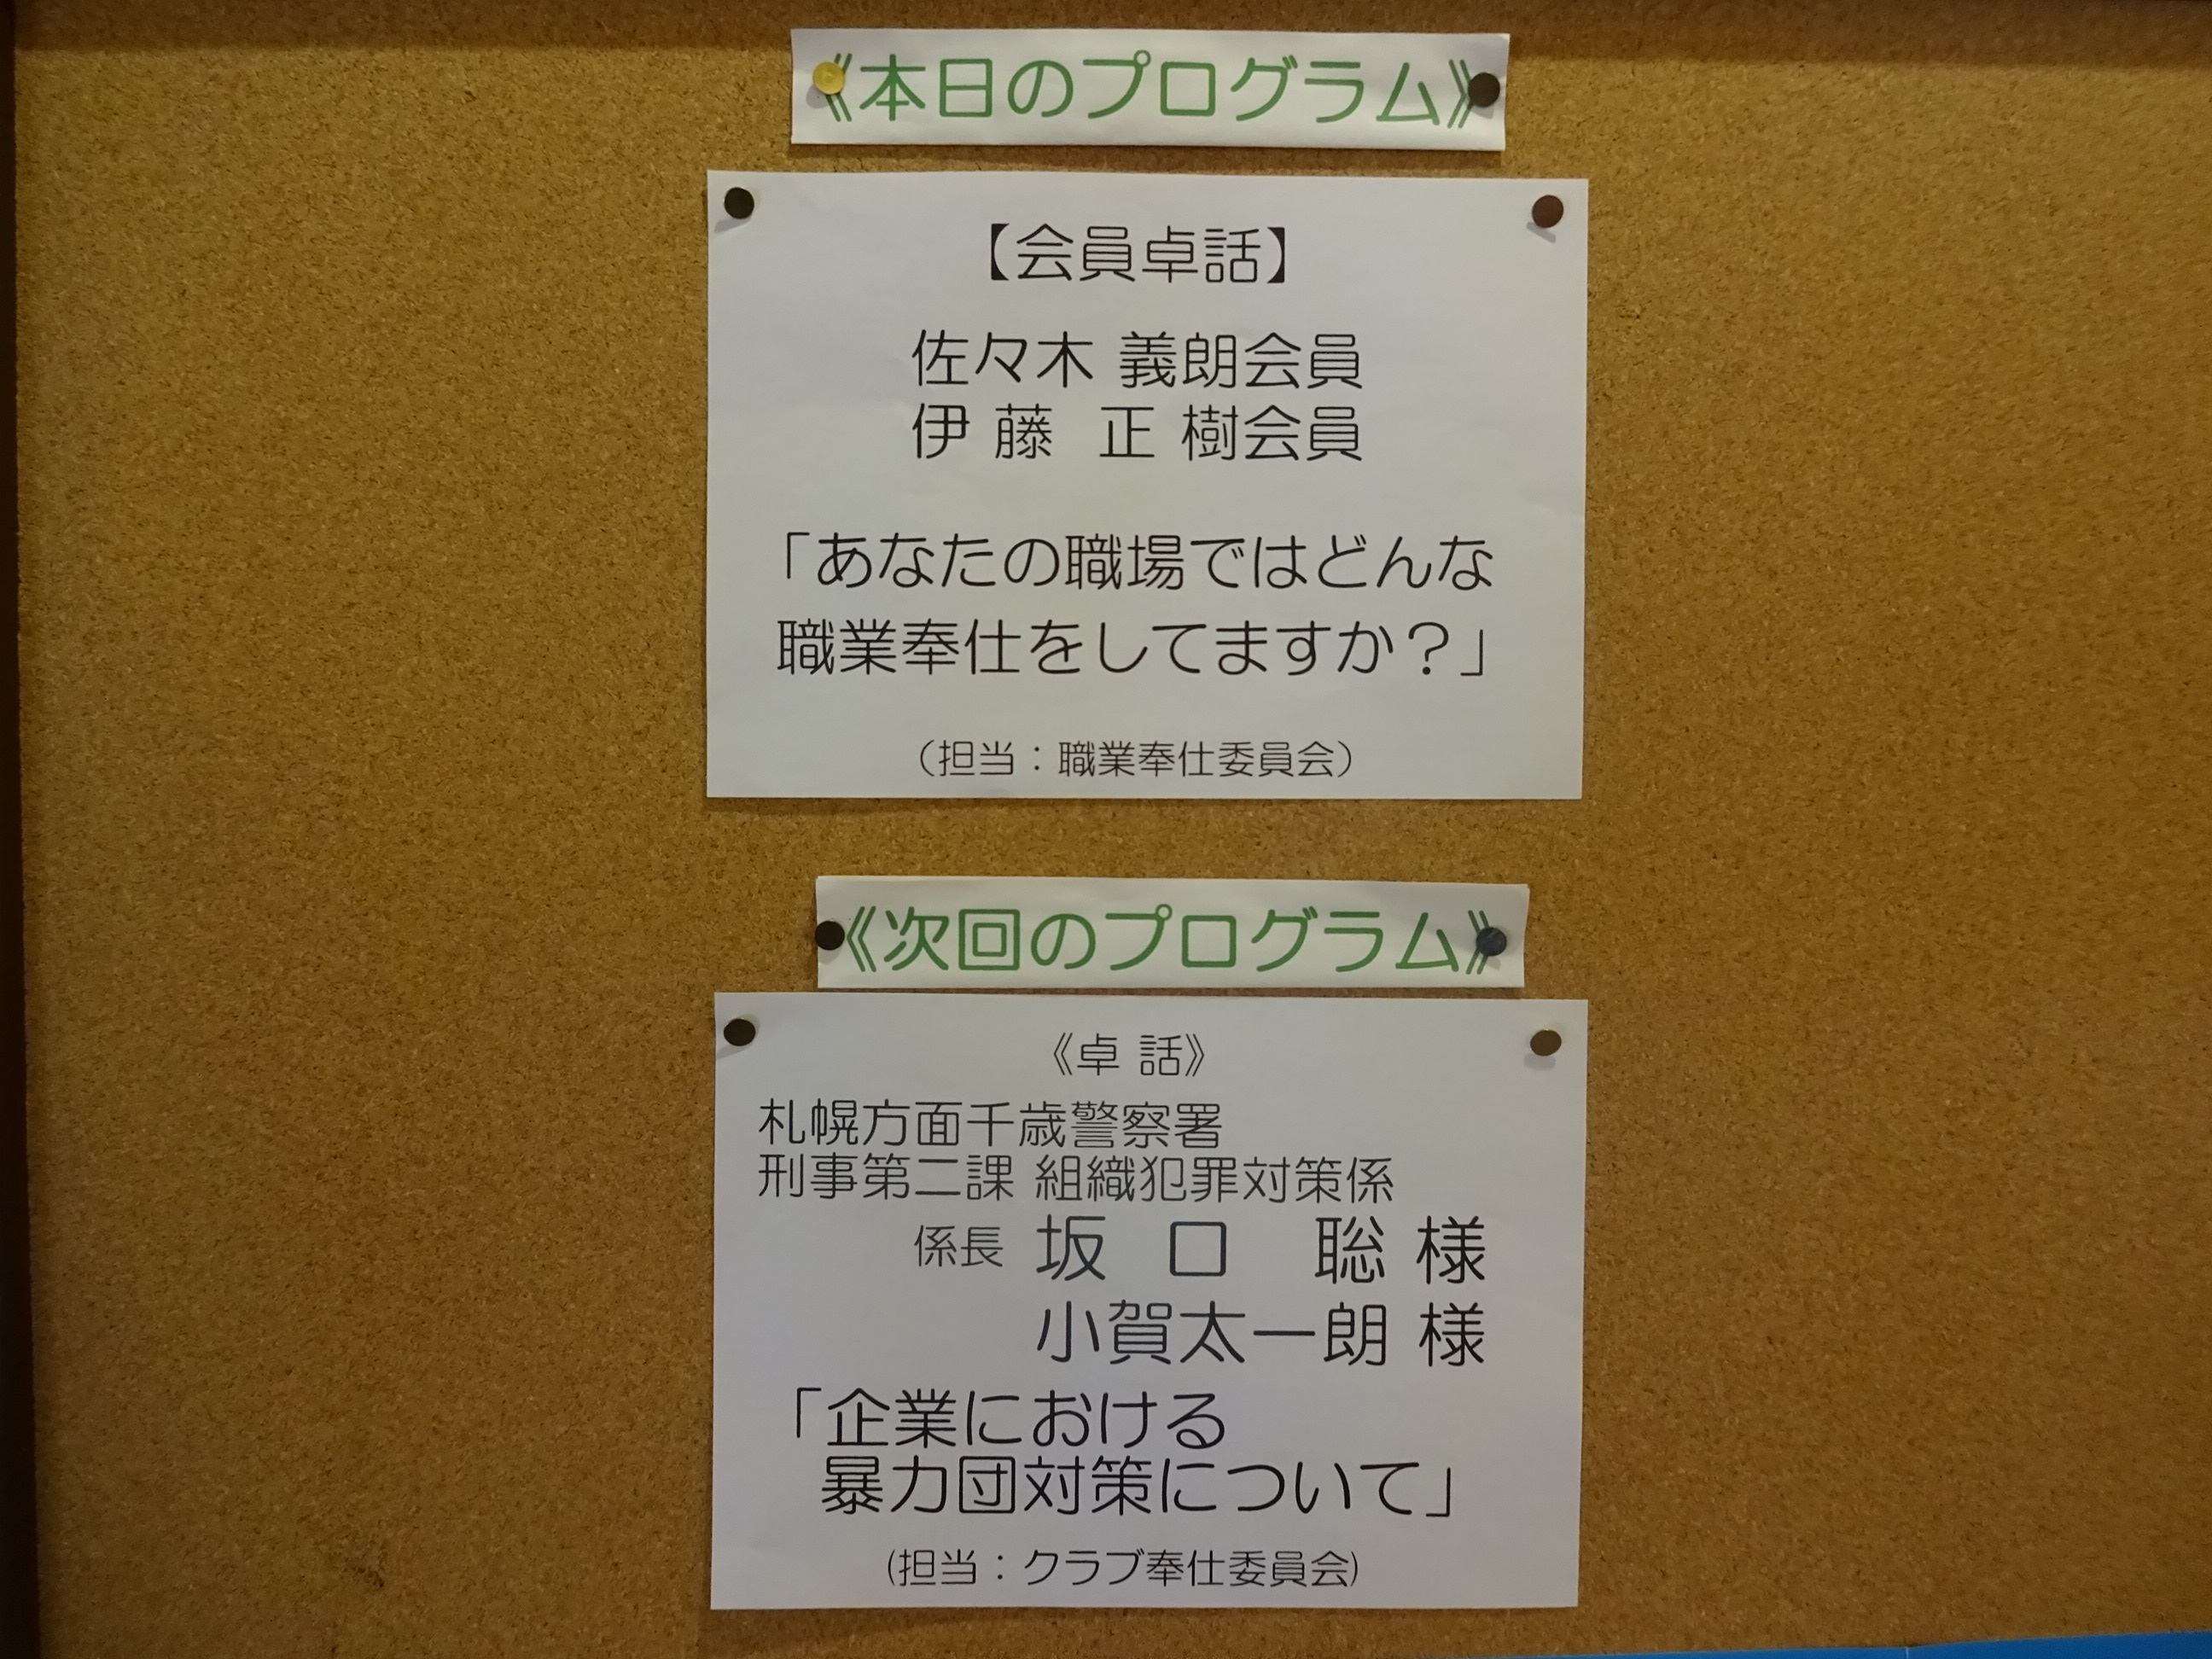 《本日のプログラム》
【会員卓話】
佐々木 義朗会員
伊 藤 正 樹会員
「あなたの職場ではどんな
職業奉仕をしてますか？」
（担当：職業奉仕委員会）
《次回のプログラム》
《卓 話》
札幌方面千歳警察署
刑事第二課 組織犯罪対策係
係長 坂 口 聡 様
小賀太一朗 様
「企業における
暴力団対策について」
(担当：クラブ奉仕委員会)